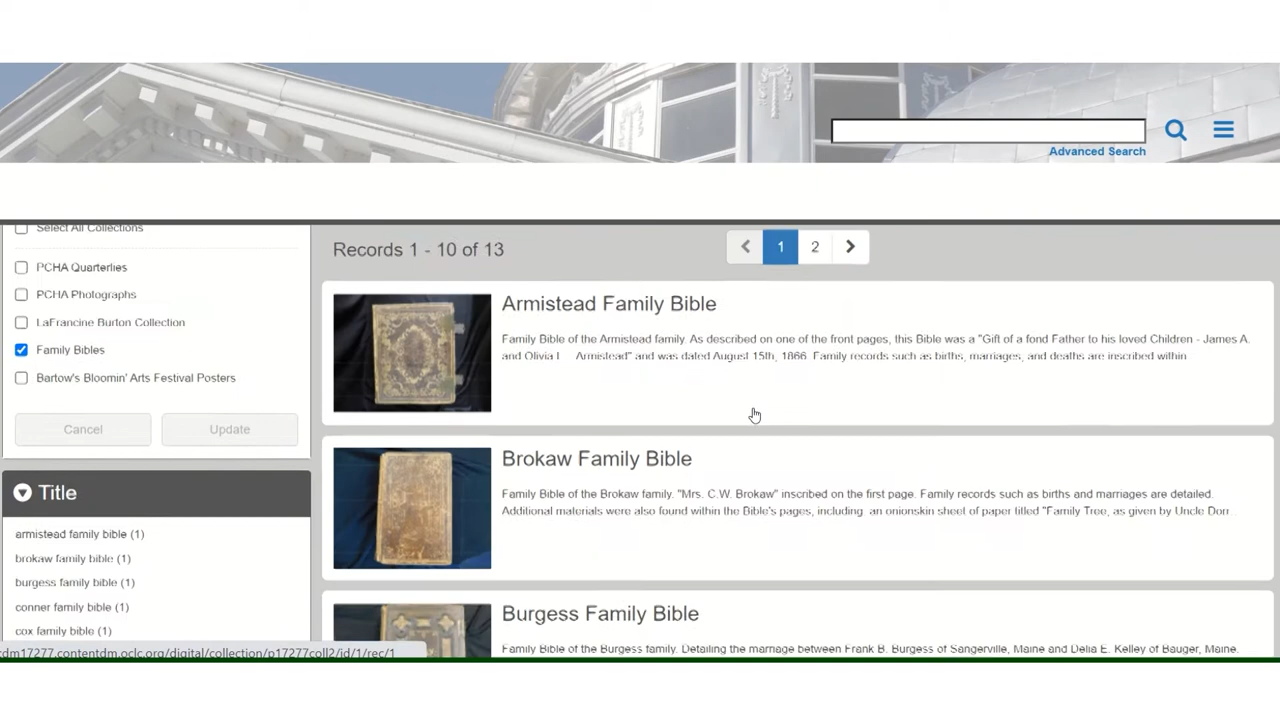 Advanced Search
Select All Collections
PCHA Quarterlies
PCHA Photographs
LaFrancine Burton Collection
Family Bibles
Bartow's Bloomin' Arts Festival Posters
Cancel
Update
Title
armistead family bible (1)
brokaw family bible (1)
burgess family bible (1)
conner family bible (1)
cox family bible (1)
cdm17277.contentdm.oclc.org/digital/collection/p17277coll2/id/1/rec/1
Records 1 - 10 of 13
1
2
Armistead Family Bible
Family Bible of the Armistead family. As described on one of the front pages, this Bible was a "Gift of a fond Father to his loved Children - James A.
and Olivia L. Armistead" and was dated August 15th, 1866. Family records such as births, marriages, and deaths are inscribed within
Brokaw Family Bible
Family Bible of the Brokaw family. "Mrs. C.W. Brokaw" inscribed on the first page. Family records such as births and marriages are detailed.
Additional materials were also found within the Bible's pages, including: an onionskin sheet of paper titled "Family Tree, as given by Uncle Dorr...
Burgess Family Bible
Family Bible of the Burgess family. Detailing the marriage between Frank B. Burgess of Sangerville, Maine and Delia E. Kelley of Bauger, Maine.